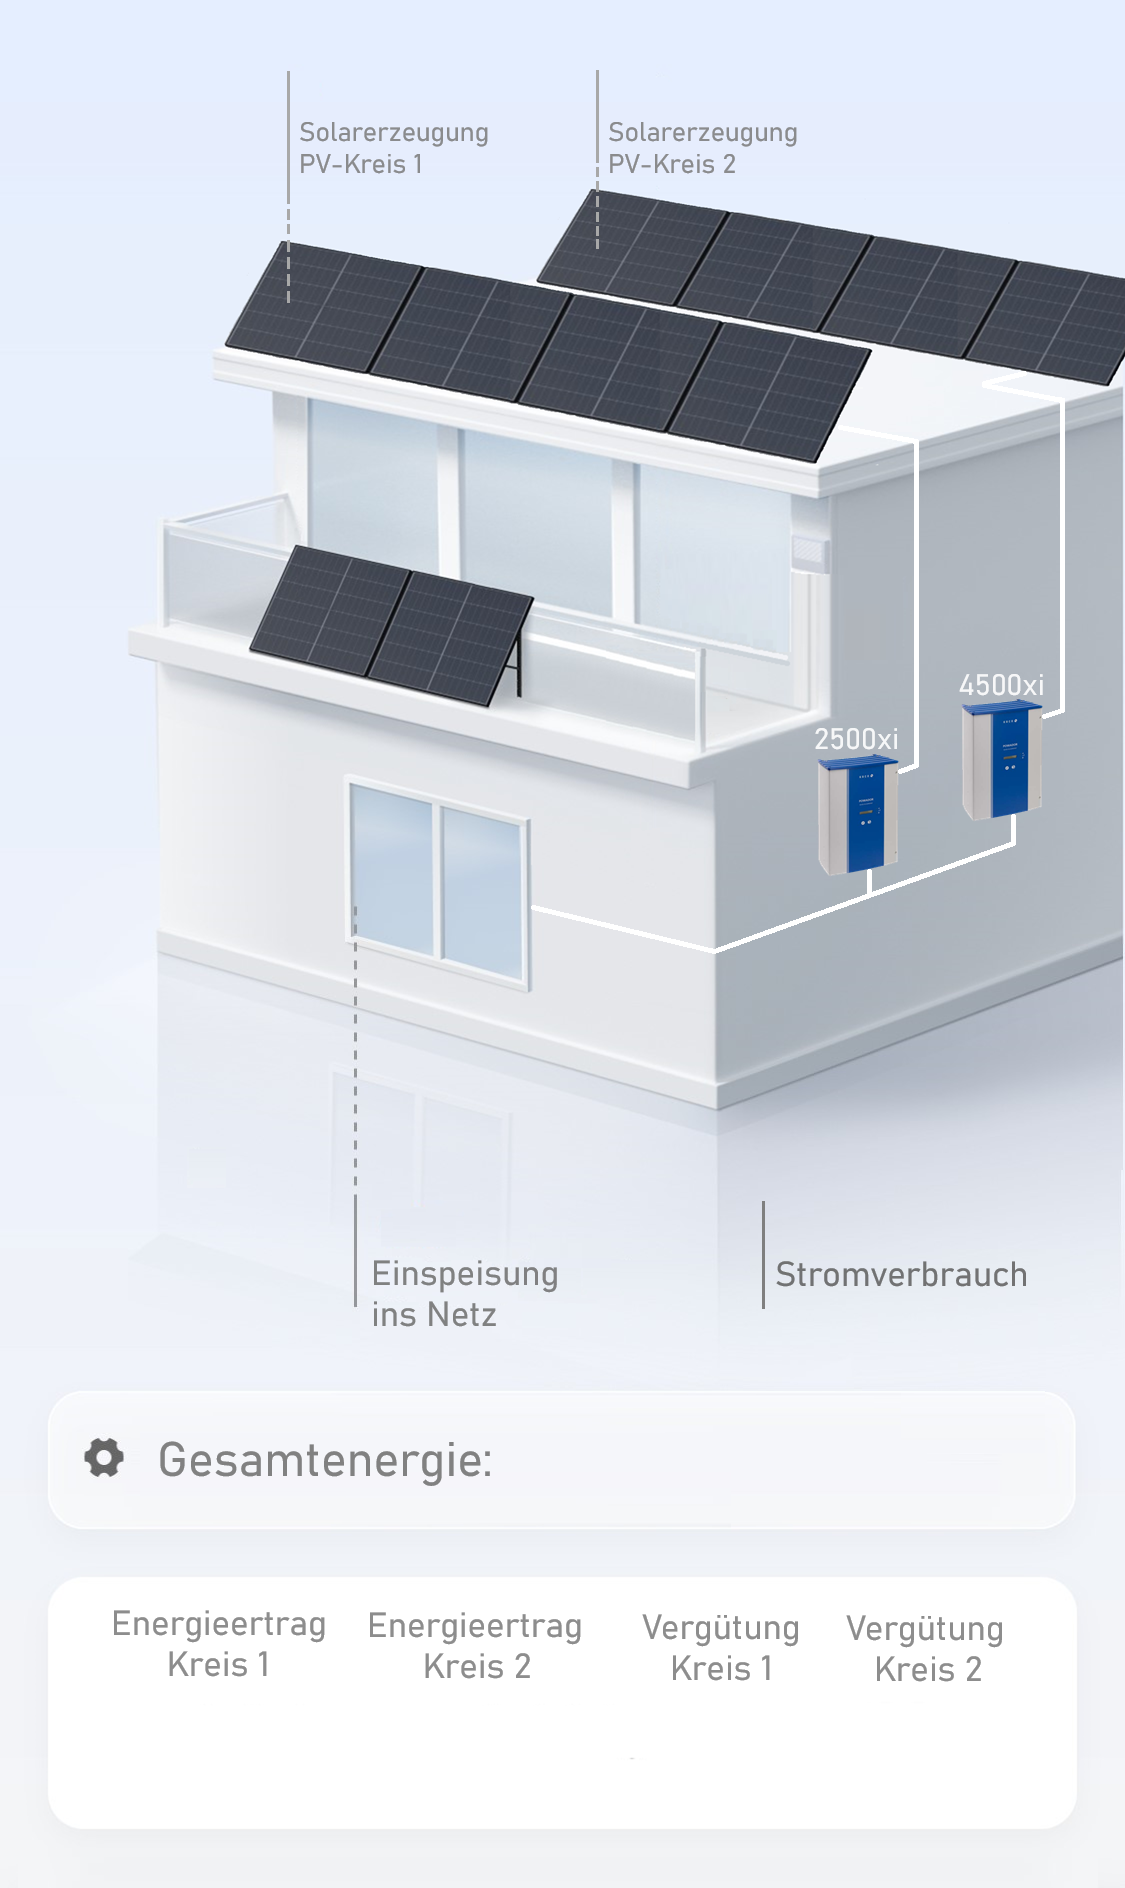 Solarerzeugung
PV-Kreis 1
Solarerzeugung
PV-Kreis 2
4500xi
2500xi
Einspeisung
ins Netz
Stromverbrauch
Gesamtenergie:
Energieertrag
Kreis 1
Energieertrag
Kreis 2
Vergütung
Kreis 1
Vergütung
Kreis 2